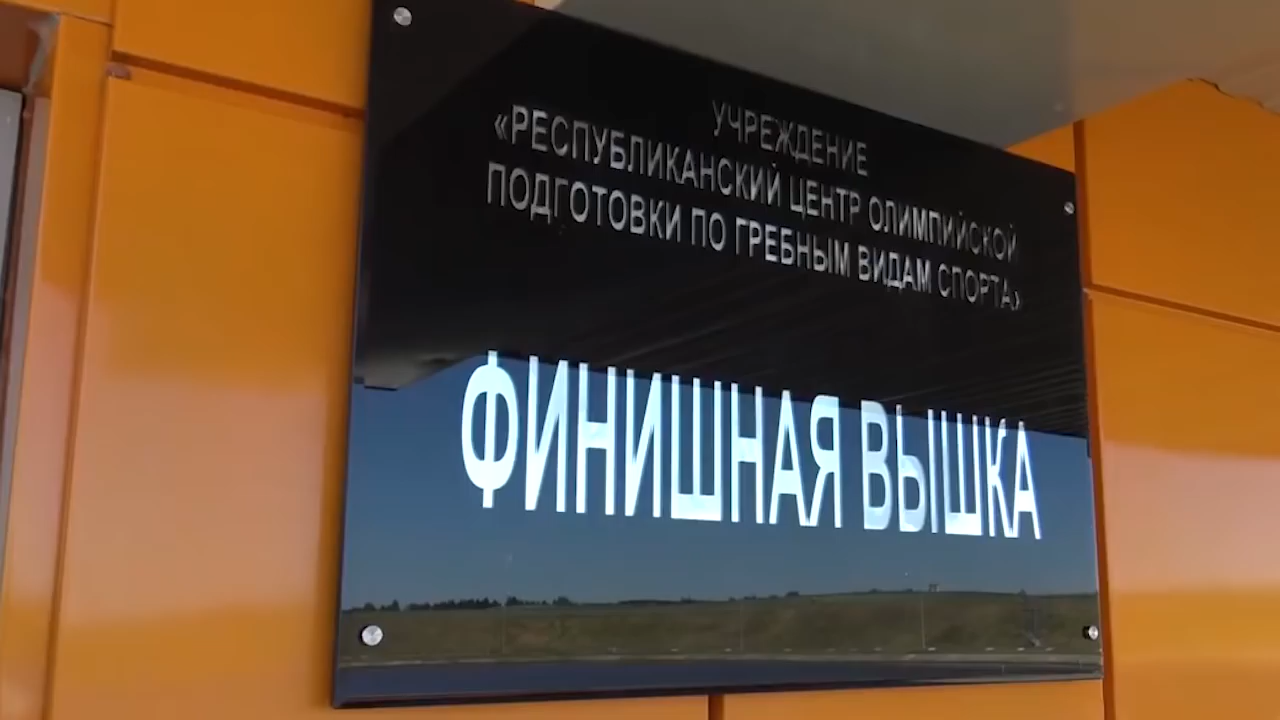 УЧРЕЖДЕНИЕ
«РЕСПУБЛИКАНСКИЙ ЦЕНТР ОЛИМПИЙСКОЙ
ПОДГОТОВКИ ПО ГРЕБНЫМ ВИДАМ СПОРТА»
ФИНИШНАЯ ВЫШКА